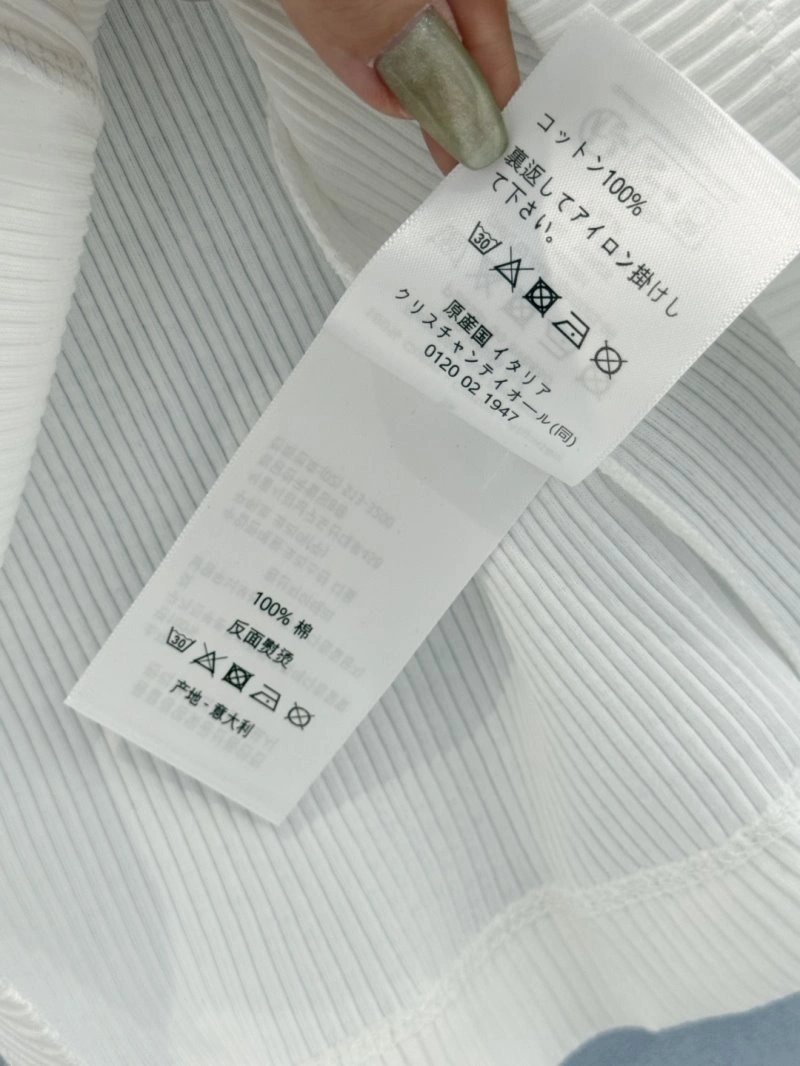 コットン100%
裏返してアイロン掛けし
て下さい。
30
原産国 イタリア
クリスチャンディオール(同)
0120 02 1947
100% 棉
反面熨烫
30
产地 - 意大利